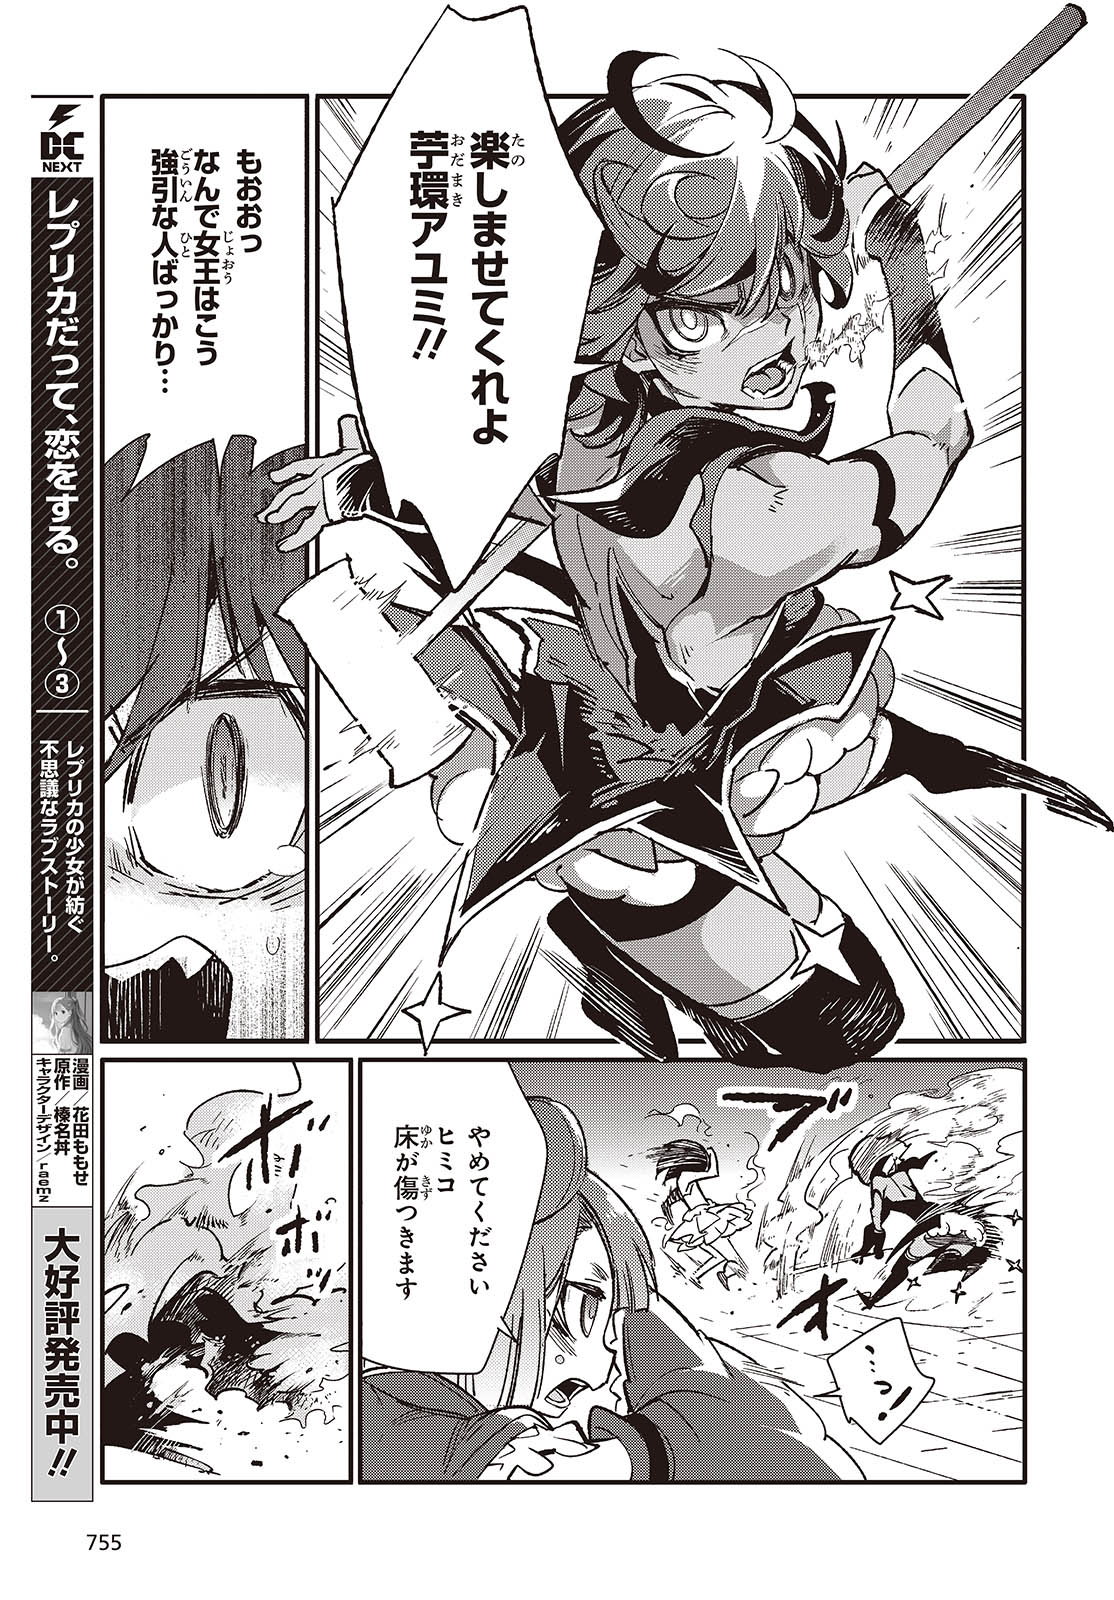 楽しませてくれよ
苧環アユミ!!
もおおっ
なんで女王はこう
強引な人ばっかり…
ブオッ
……っ!
やめてください
ヒミコ
床が傷つきます
ボボボ
DC
NEXT
レプリカだって、恋をする。 ①〜③
レプリカの少女が紡ぐ
不思議なラブストーリー。
漫画/花田ももせ
原作/榛名丼
キャラクターデザイン/raemz
大好評発売中!!
755